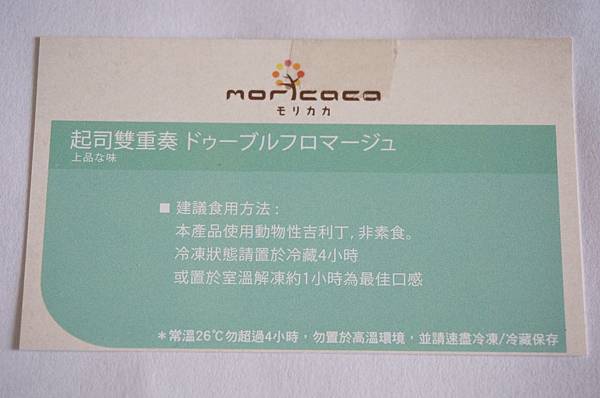 moricaca
モリカカ
起司雙重奏 ドゥーブルフロマージュ
上品な味
■ 建議食用方法：
本產品使用動物性吉利丁，非素食。
冷凍狀態請置於冷藏4小時
或置於室溫解凍約1小時為最佳口感
＊常溫26℃勿超過4小時，勿置於高溫環境，並請速盡冷凍/冷藏保存